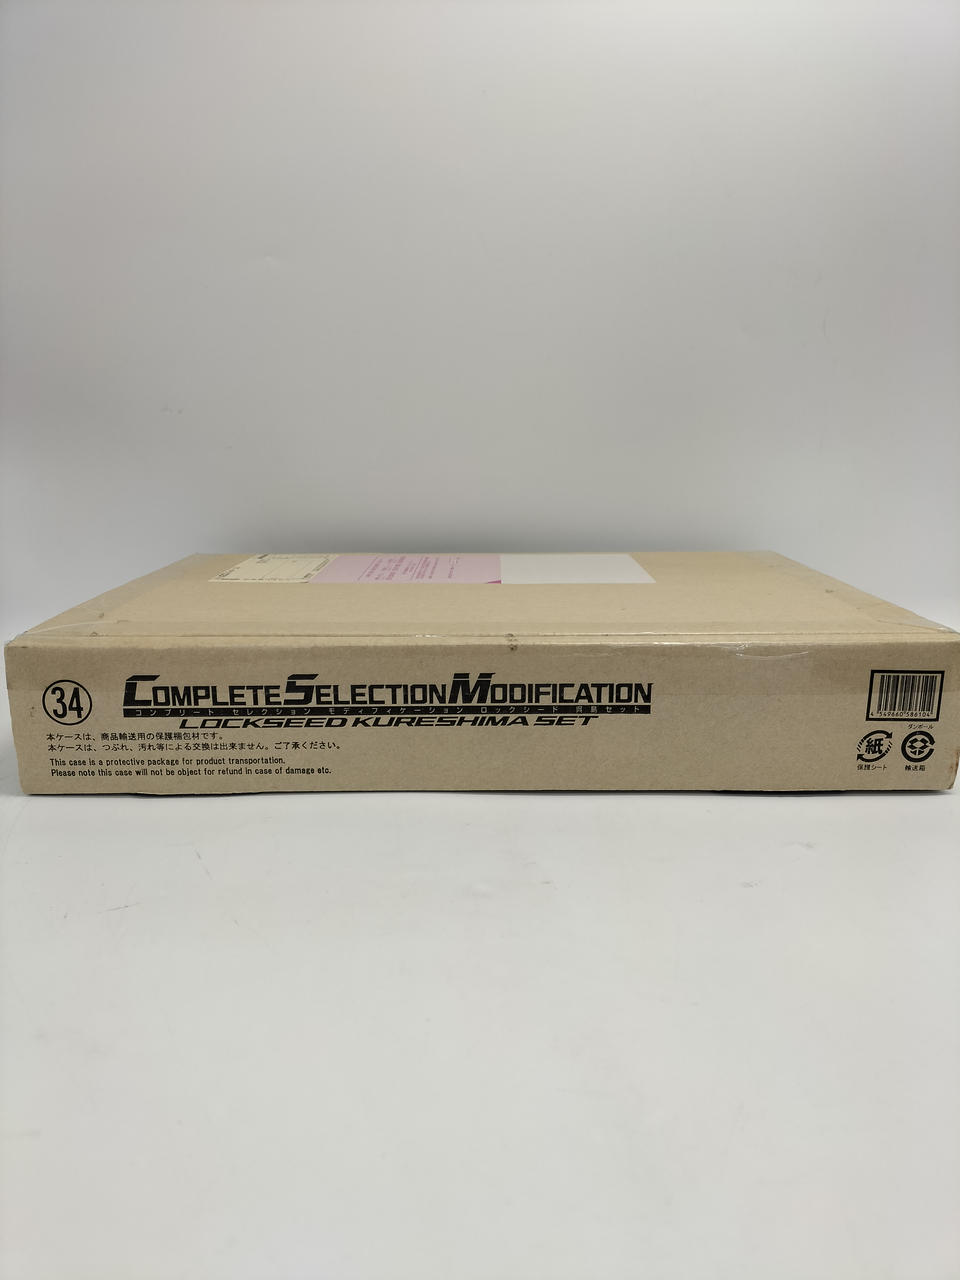 34
COMPLETE SELECTION MODIFICATION
コンプリート セレクション モディフィケーション ロックシード 呉島セット
LOCKSEED KURESHIMA SET
本ケースは、商品輸送用の保護梱包材です。
本ケースは、つぶれ、汚れ等による交換は出来ません。ご了承ください。
This case is a protective package for product transportation.
Please note this case will not be object for refund in case of damage etc.
4 549660 586104
ダンボール
紙
保護シート
輸送箱